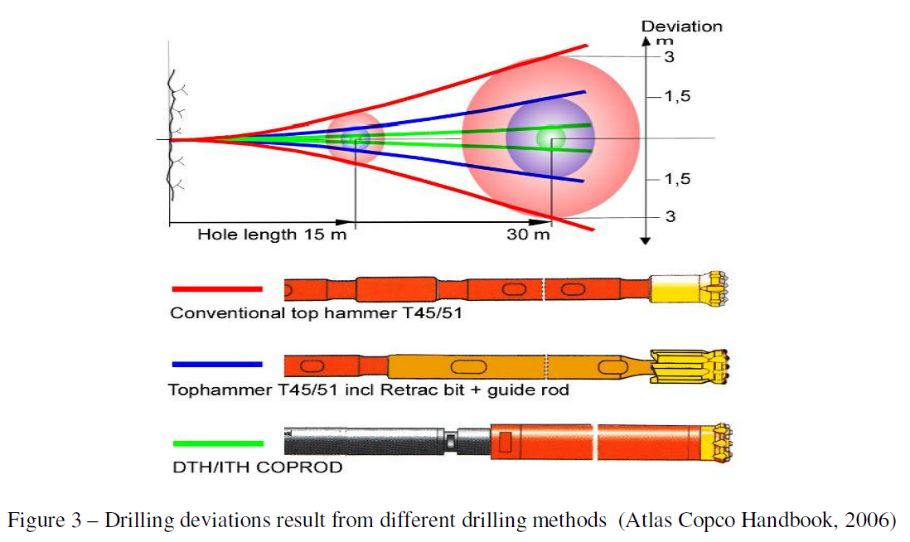 Deviation
m
3
1,5
1,5
3
Hole length 15 m
30 m
Conventional top hammer T45/51
Tophammer T45/51 incl Retrac bit + guide rod
DTH/ITH COPROD
Figure 3 – Drilling deviations result from different drilling methods (Atlas Copco Handbook, 2006)